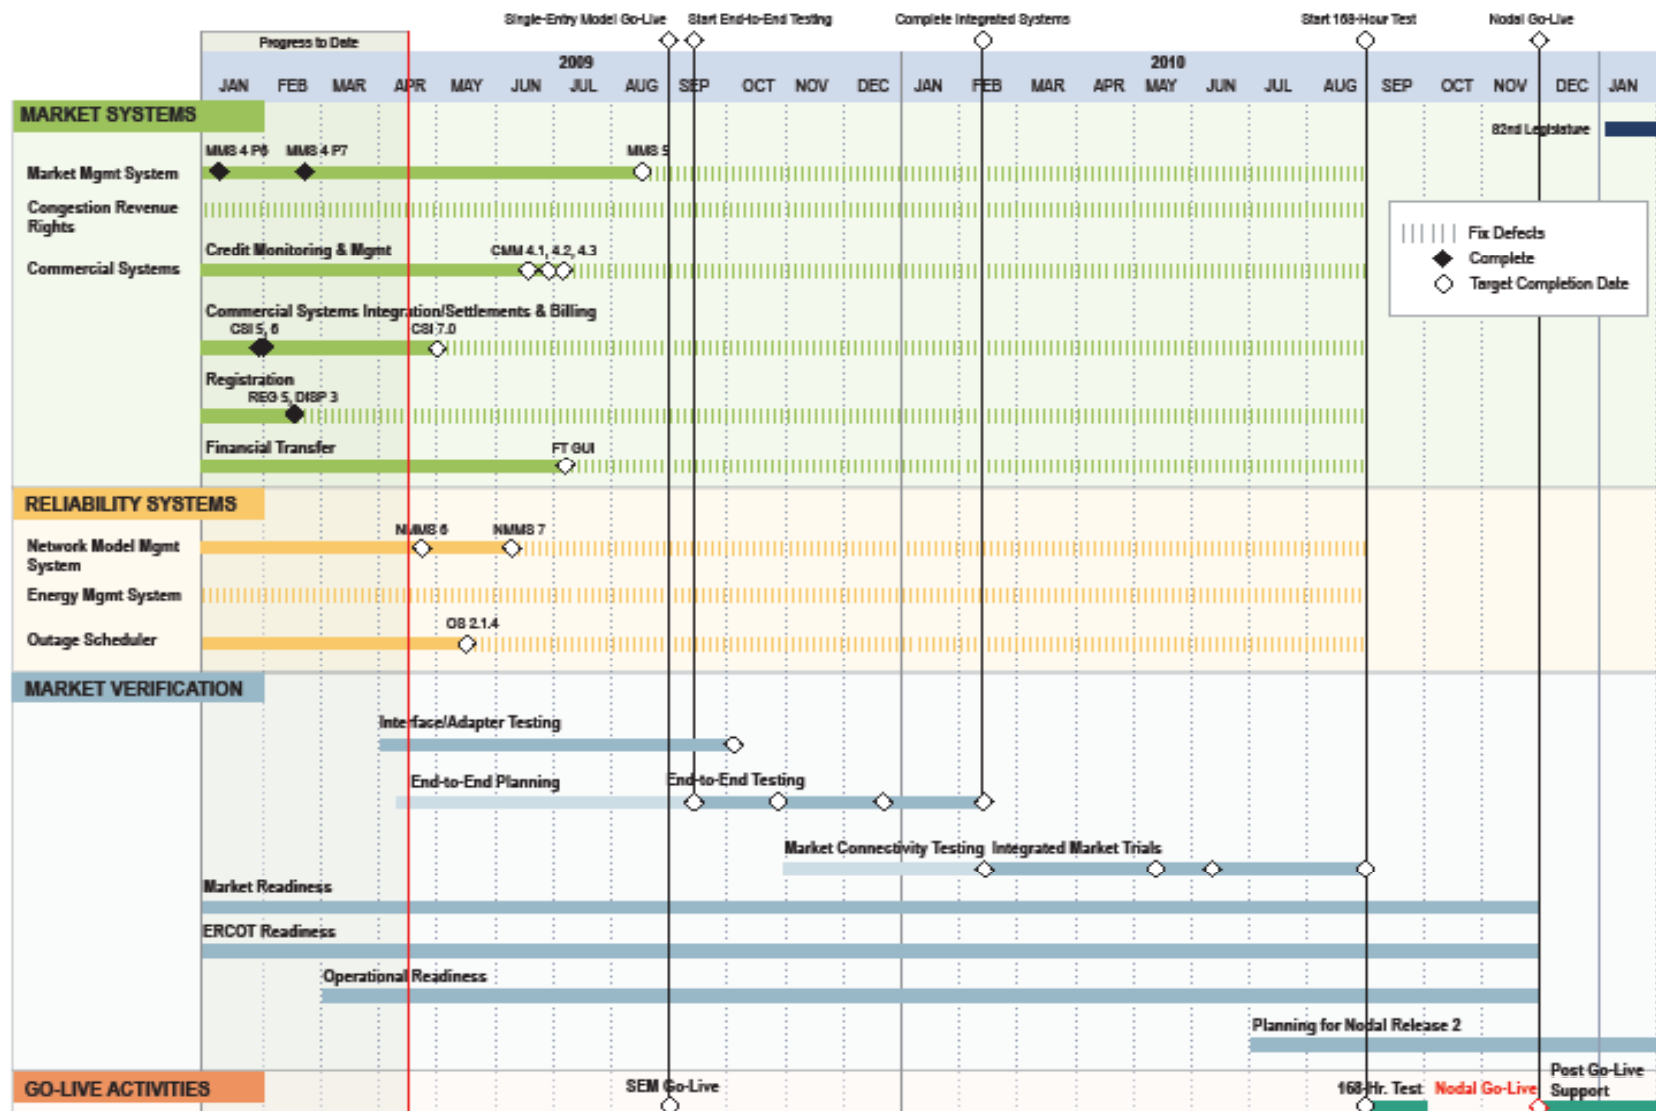 Single-Entry Model Go-Live Start End-to-End Testing Complete Integrated Systems Start 168-Hour Test Nodal Go-Live
Progress to Date
2009 2010
JAN FEB MAR APR MAY JUN JUL AUG SEP OCT NOV DEC JAN FEB MAR APR MAY JUN JUL AUG SEP OCT NOV DEC JAN
MARKET SYSTEMS
82nd Legislature
MMS 4 P6 MMS 4 P7 MMS 5
Market Mgmt System
Congestion Revenue
Rights
Fix Defects
Complete
Target Completion Date
Credit Monitoring & Mgmt CMM 4.1, 4.2, 4.3
Commercial Systems
Commercial Systems Integration/Settlements & Billing
CSI 5, 6 CSI 7.0
Registration
REG 5, DISP 3
Financial Transfer FT GUI
RELIABILITY SYSTEMS
NMMS 6 NMMS 7
Network Model Mgmt
System
Energy Mgmt System
OS 2.1.4
Outage Scheduler
MARKET VERIFICATION
Interface/Adapter Testing
End-to-End Planning End-to-End Testing
Market Connectivity Testing Integrated Market Trials
Market Readiness
ERCOT Readiness
Operational Readiness
Planning for Nodal Release 2
GO-LIVE ACTIVITIES
SEM Go-Live 168-Hr. Test Nodal Go-Live Post Go-Live
Support